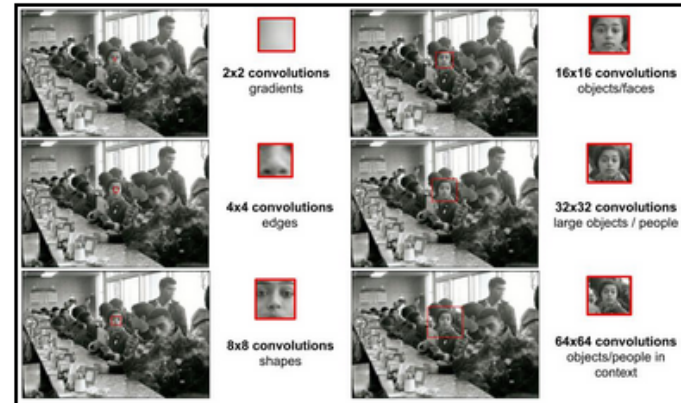 2x2 convolutions
gradients
16x16 convolutions
objects/faces
4x4 convolutions
edges
32x32 convolutions
large objects / people
8x8 convolutions
shapes
64x64 convolutions
objects/people in
context